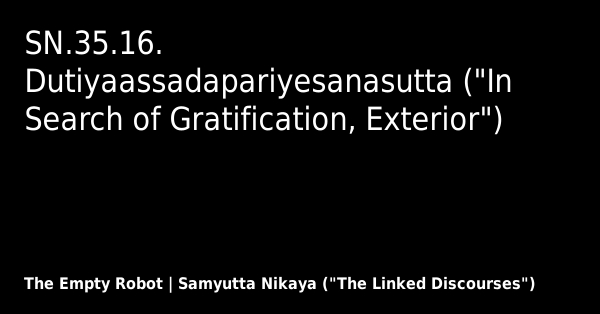 SN.35.16.
Dutiyaassadapariyesanasutta ("In
Search of Gratification, Exterior")
The Empty Robot | Samyutta Nikaya ("The Linked Discourses")